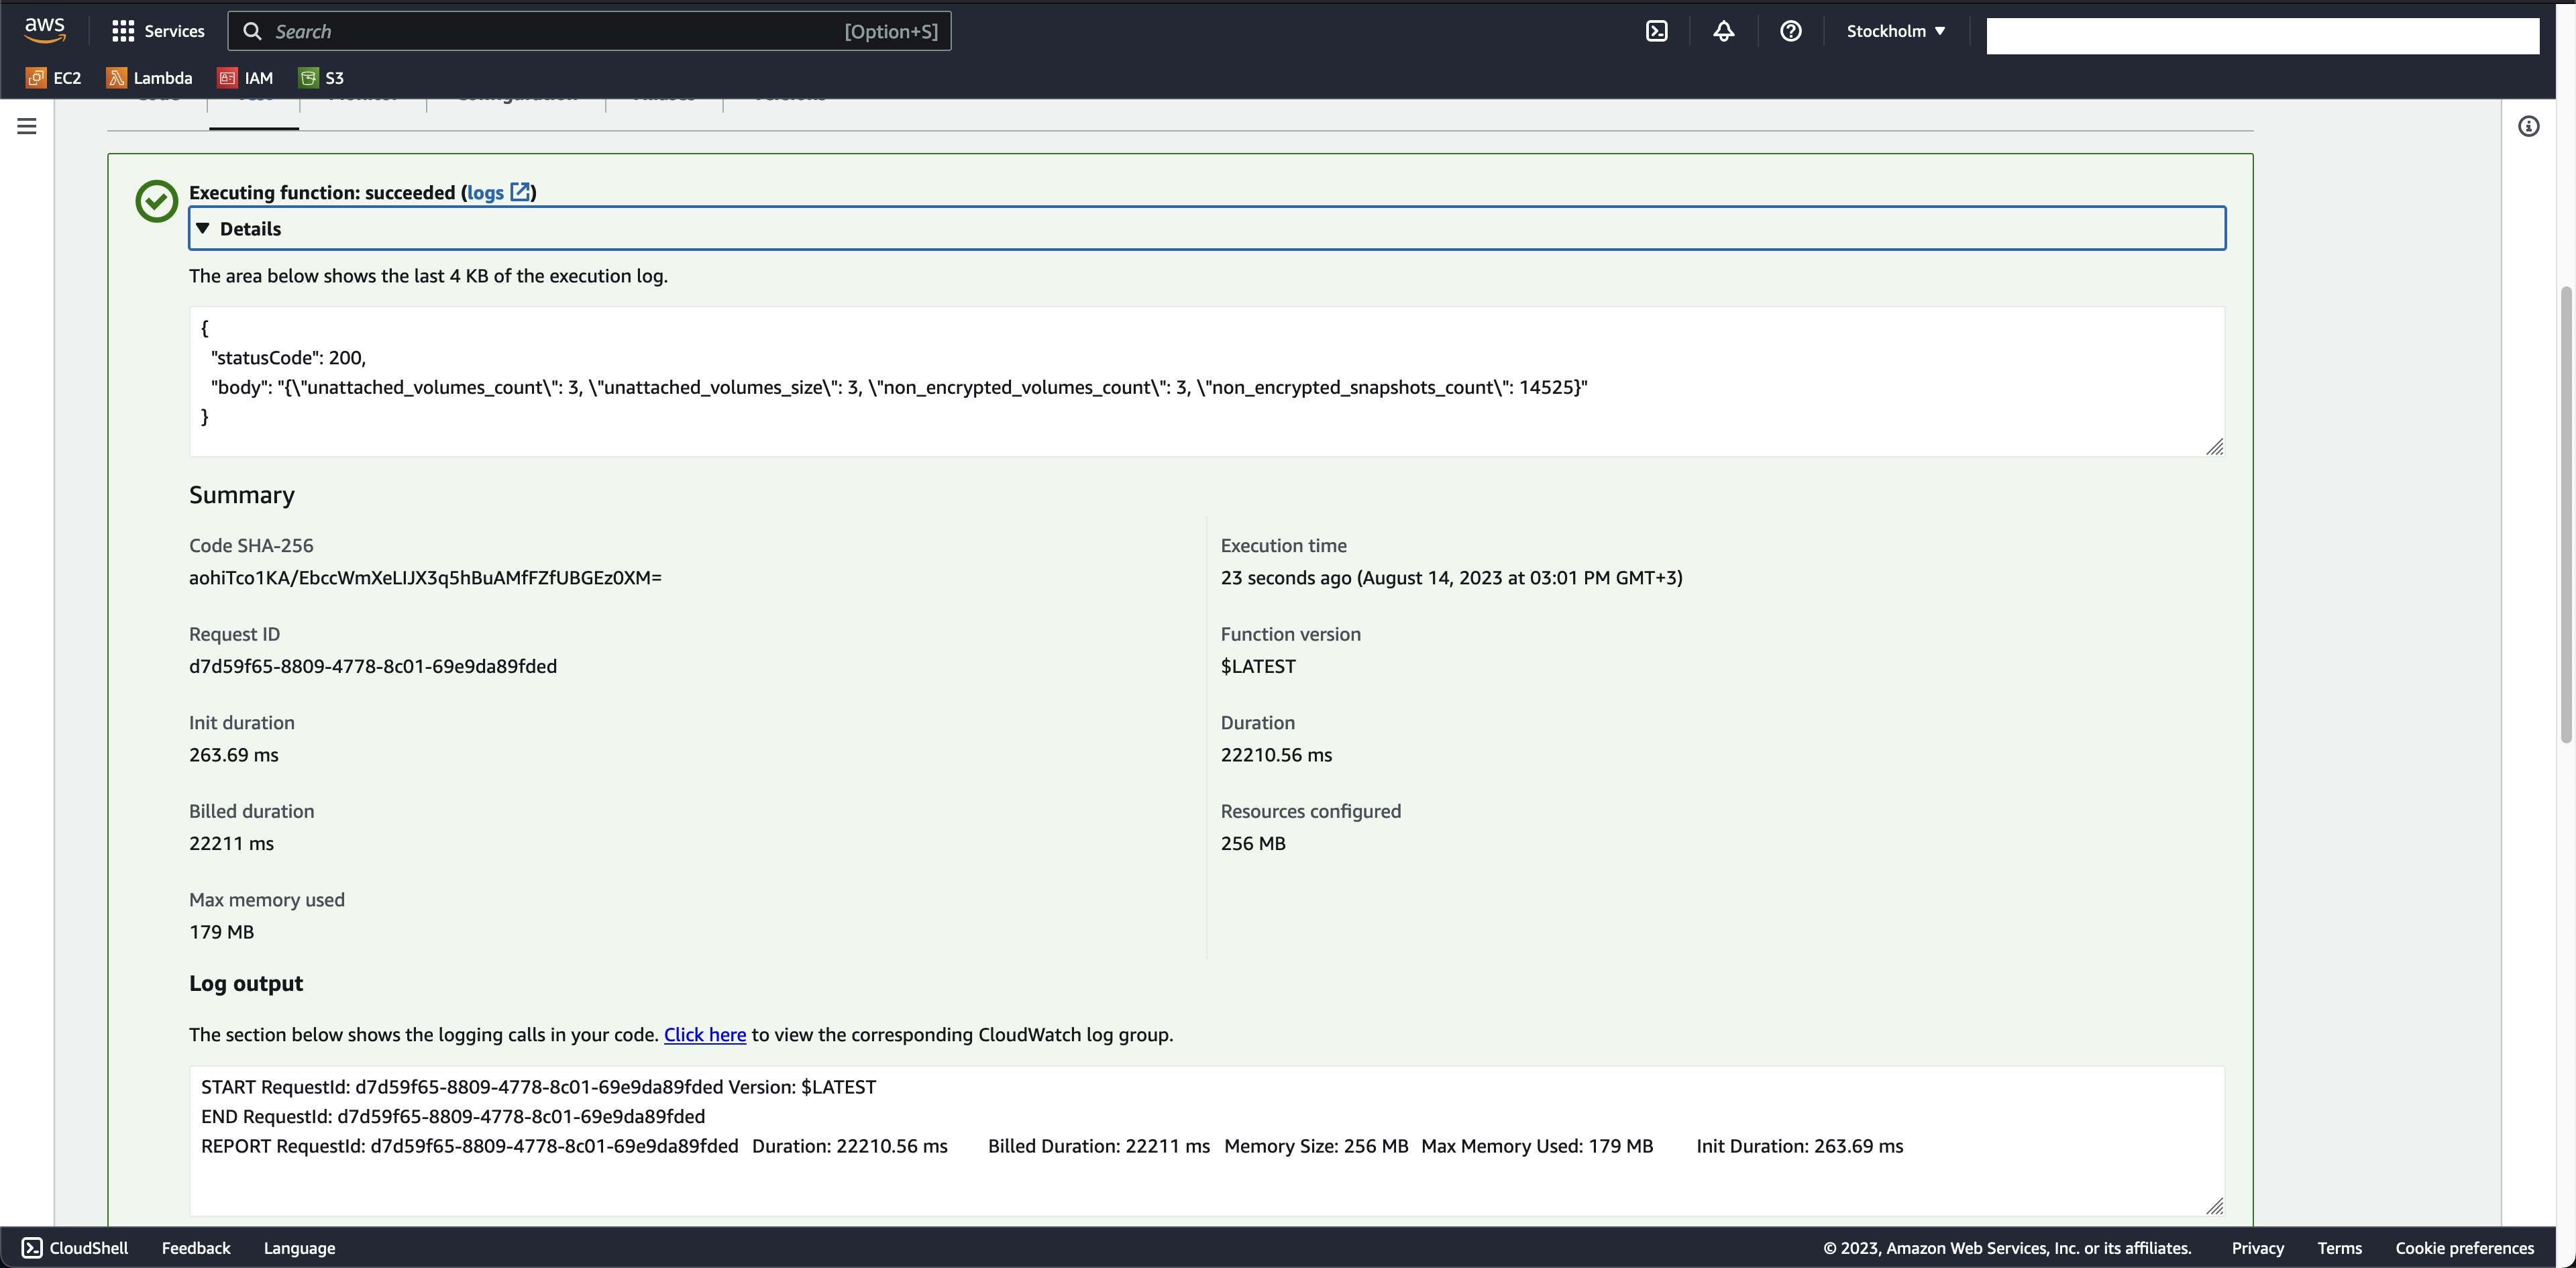 aws
Services
Search
[Option+S]
Stockholm ▼
EC2
Lambda
IAM
S3
Executing function: succeeded (logs)
▼ Details
The area below shows the last 4 KB of the execution log.
{
"statusCode": 200,
"body": "{\"unattached_volumes_count\": 3, \"unattached_volumes_size\": 3, \"non_encrypted_volumes_count\": 3, \"non_encrypted_snapshots_count\": 14525}"
}
Summary
Code SHA-256
aohiTco1KA/EbccWmXeLIJX3q5hBuAMfFZfUBGEz0XM=
Execution time
23 seconds ago (August 14, 2023 at 03:01 PM GMT+3)
Request ID
d7d59f65-8809-4778-8c01-69e9da89fded
Function version
$LATEST
Init duration
263.69 ms
Duration
22210.56 ms
Billed duration
22211 ms
Resources configured
256 MB
Max memory used
179 MB
Log output
The section below shows the logging calls in your code. Click here to view the corresponding CloudWatch log group.
START RequestId: d7d59f65-8809-4778-8c01-69e9da89fded Version: $LATEST
END RequestId: d7d59f65-8809-4778-8c01-69e9da89fded
REPORT RequestId: d7d59f65-8809-4778-8c01-69e9da89fded Duration: 22210.56 ms Billed Duration: 22211 ms Memory Size: 256 MB Max Memory Used: 179 MB Init Duration: 263.69 ms
CloudShell
Feedback
Language
© 2023, Amazon Web Services, Inc. or its affiliates.
Privacy
Terms
Cookie preferences